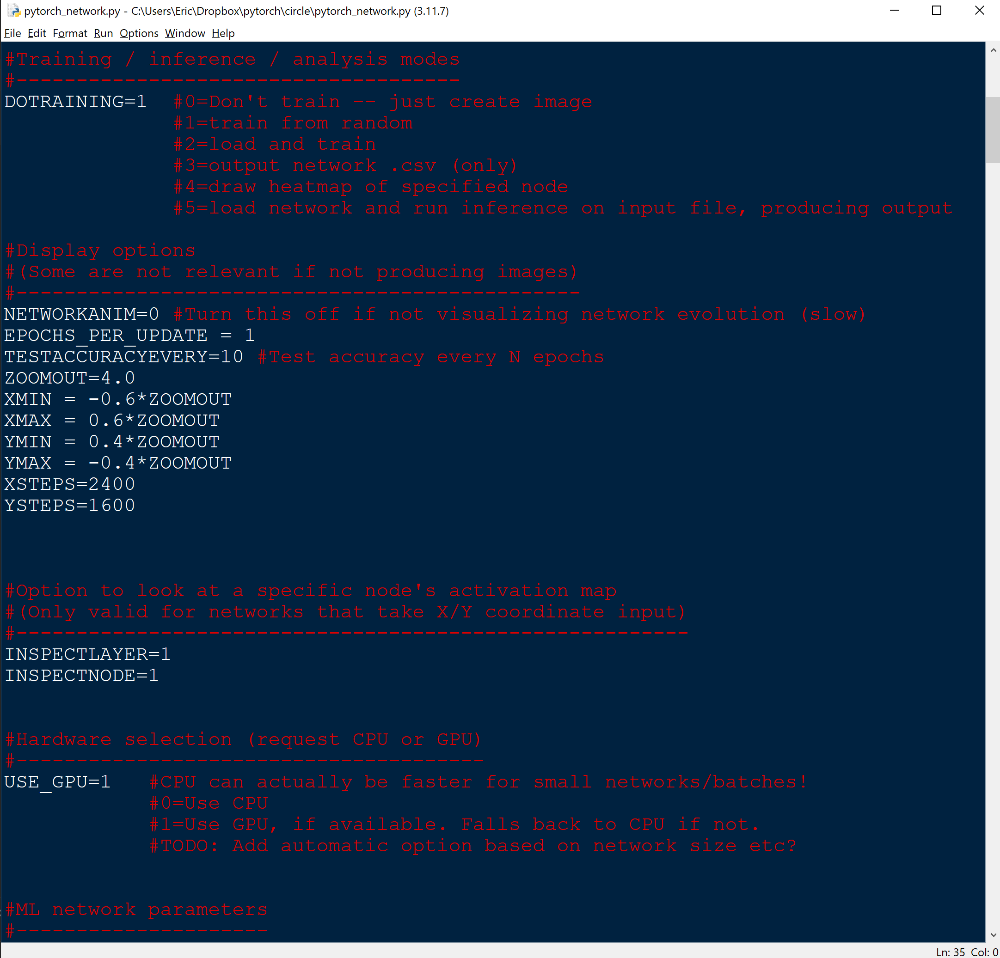 pytorch_network.py - C:\Users\Eric\Dropbox\pytorch\circle\pytorch_network.py (3.11.7)
File Edit Format Run Options Window Help
#Training / inference / analysis modes
#-------------------------------------
DOTRAINING=1  #0=Don't train -- just create image
              #1=train from random
              #2=load and train
              #3=output network .csv (only)
              #4=draw heatmap of specified node
              #5=load network and run inference on input file, producing output
#Display options
#(Some are not relevant if not producing images)
#-----------------------------------------------
NETWORKANIM=0 #Turn this off if not visualizing network evolution (slow)
EPOCHS_PER_UPDATE = 1
TESTACCURACYEVERY=10 #Test accuracy every N epochs
ZOOMOUT=4.0
XMIN = -0.6*ZOOMOUT
XMAX = 0.6*ZOOMOUT
YMIN = 0.4*ZOOMOUT
YMAX = -0.4*ZOOMOUT
XSTEPS=2400
YSTEPS=1600
#Option to look at a specific node's activation map
#(Only valid for networks that take X/Y coordinate input)
#--------------------------------------------------------
INSPECTLAYER=1
INSPECTNODE=1
#Hardware selection (request CPU or GPU)
#---------------------------------------
USE_GPU=1   #CPU can actually be faster for small networks/batches!
            #0=Use CPU
            #1=Use GPU, if available. Falls back to CPU if not.
            #TODO: Add automatic option based on network size etc?
#ML network parameters
#---------------------
Ln: 35 Col: 0